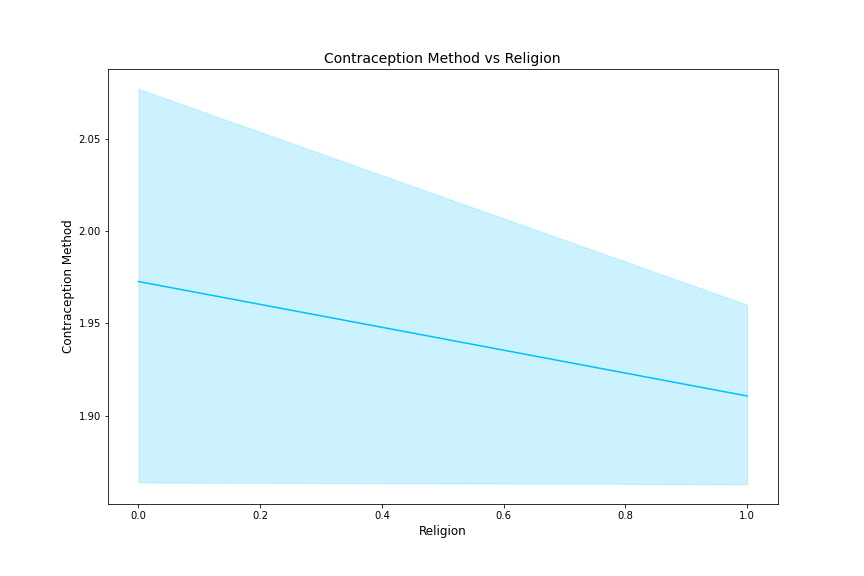 Contraception Method vs Religion
Contraception Method
2.05
2.00
1.95
1.90
0.0 0.2 0.4 0.6 0.8 1.0
Religion